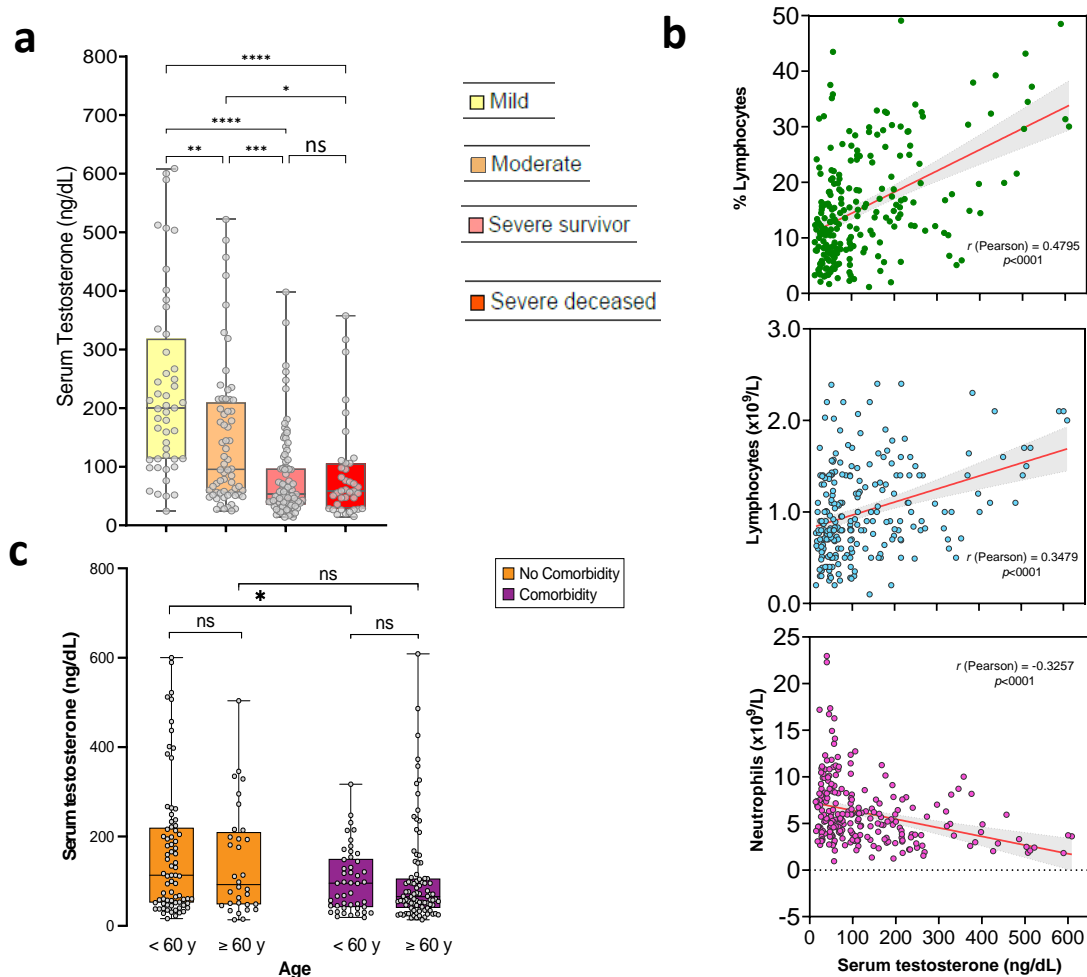 a
800
700
600
500
400
300
200
100
0
Serum Testosterone (ng/dL)
****
*
****
**
***
ns
Mild
Moderate
Severe survivor
Severe deceased
b
50
40
30
20
10
0
% Lymphocytes
r (Pearson) = 0.4795
p<0001
3.0
2.0
1.0
0.0
Lymphocytes (x10⁹/L)
r (Pearson) = 0.3479
p<0001
25
20
15
10
5
0
-5
Neutrophils (x10⁹/L)
r (Pearson) = -0.3257
p<0001
0 100 200 300 400 500 600
Serum testosterone (ng/dL)
c
800
600
400
200
0
Serum testosterone (ng/dL)
ns
*
ns
ns
No Comorbidity
Comorbidity
< 60 y ≥ 60 y < 60 y ≥ 60 y
Age